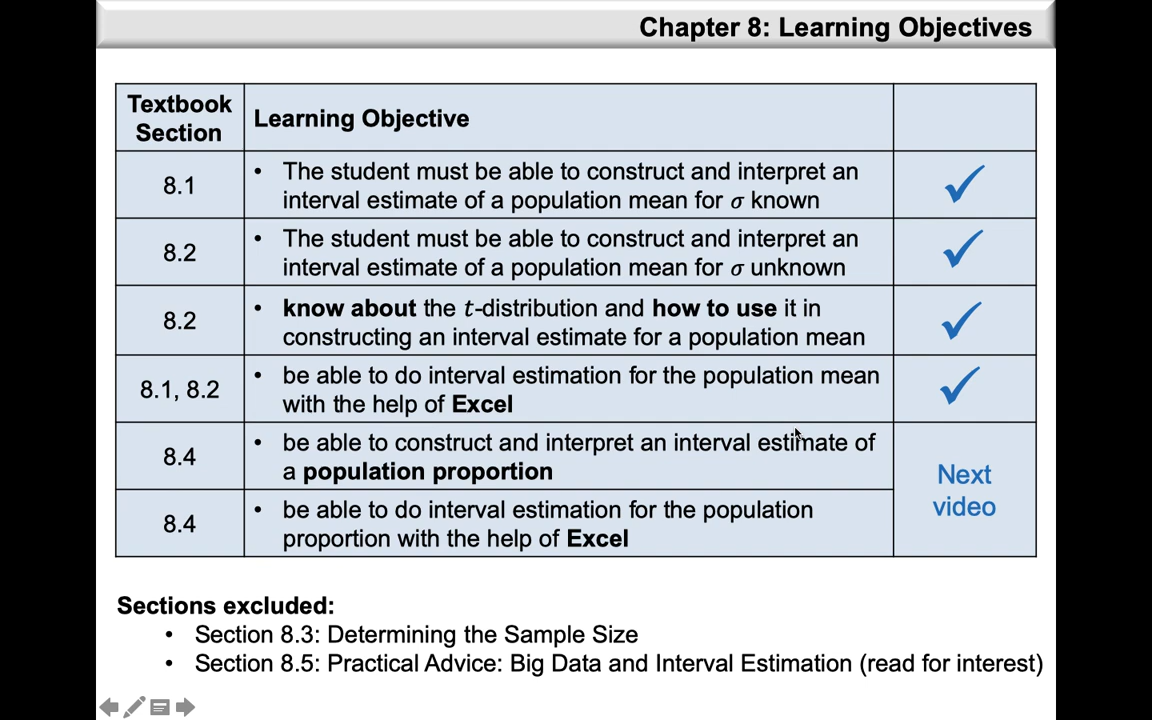 Chapter 8: Learning Objectives
Textbook
Section
Learning Objective
8.1
• The student must be able to construct and interpret an
interval estimate of a population mean for σ known
✓
8.2
• The student must be able to construct and interpret an
interval estimate of a population mean for σ unknown
✓
8.2
• know about the t-distribution and how to use it in
constructing an interval estimate for a population mean
✓
8.1, 8.2
• be able to do interval estimation for the population mean
with the help of Excel
✓
8.4
• be able to construct and interpret an interval estimate of
a population proportion
Next
video
8.4
• be able to do interval estimation for the population
proportion with the help of Excel
Sections excluded:
• Section 8.3: Determining the Sample Size
• Section 8.5: Practical Advice: Big Data and Interval Estimation (read for interest)